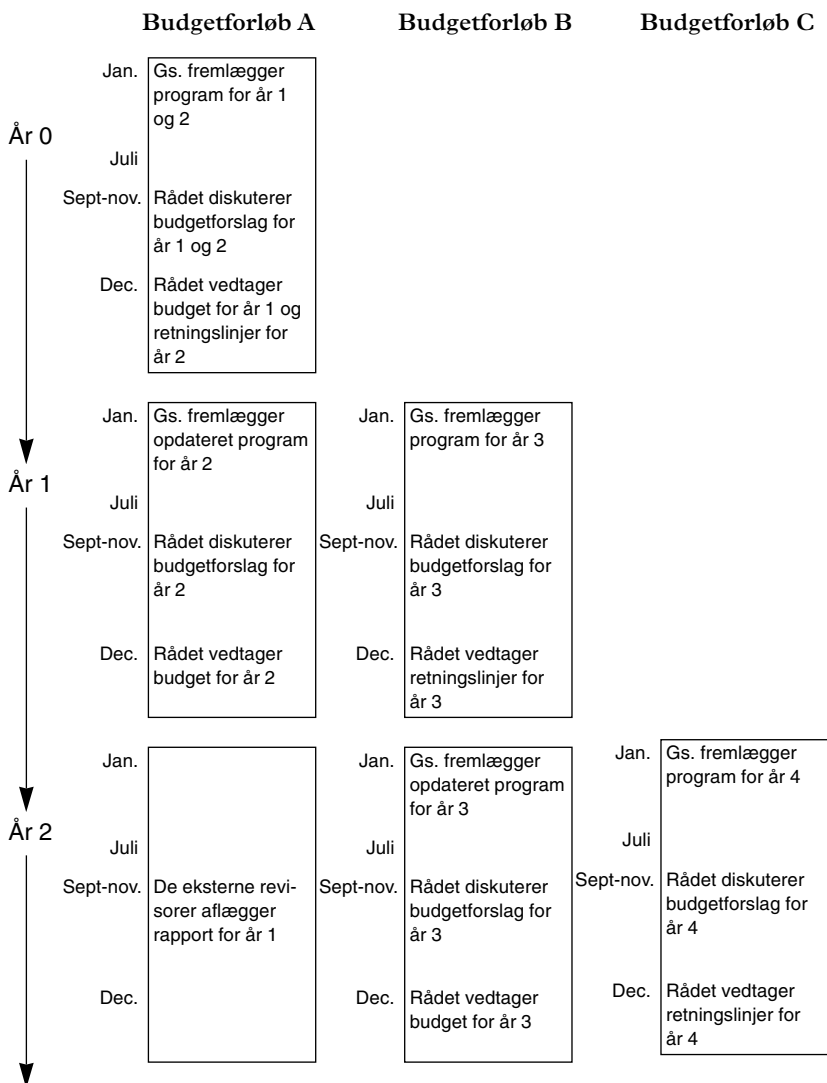 Budgetforløb A
Budgetforløb B
Budgetforløb C
År 0
Jan.
Gs. fremlægger
program for år 1
og 2
Juli
Sept-nov.
Rådet diskuterer
budgetforslag for
år 1 og 2
Dec.
Rådet vedtager
budget for år 1 og
retningslinjer for
år 2
År 1
Jan.
Gs. fremlægger
opdateret program
for år 2
Juli
Sept-nov.
Rådet diskuterer
budgetforslag for
år 2
Dec.
Rådet vedtager
budget for år 2
Jan.
Gs. fremlægger
program for år 3
Juli
Sept-nov.
Rådet diskuterer
budgetforslag for
år 3
Dec.
Rådet vedtager
retningslinjer for
år 3
År 2
Jan.
Juli
Sept-nov.
De eksterne revi-
sorer aflægger
rapport for år 1
Dec.
Jan.
Gs. fremlægger
opdateret program
for år 3
Juli
Sept-nov.
Rådet diskuterer
budgetforslag for
år 3
Dec.
Rådet vedtager
budget for år 3
Jan.
Gs. fremlægger
program for år 4
Juli
Sept-nov.
Rådet diskuterer
budgetforslag for
år 4
Dec.
Rådet vedtager
retningslinjer for
år 4